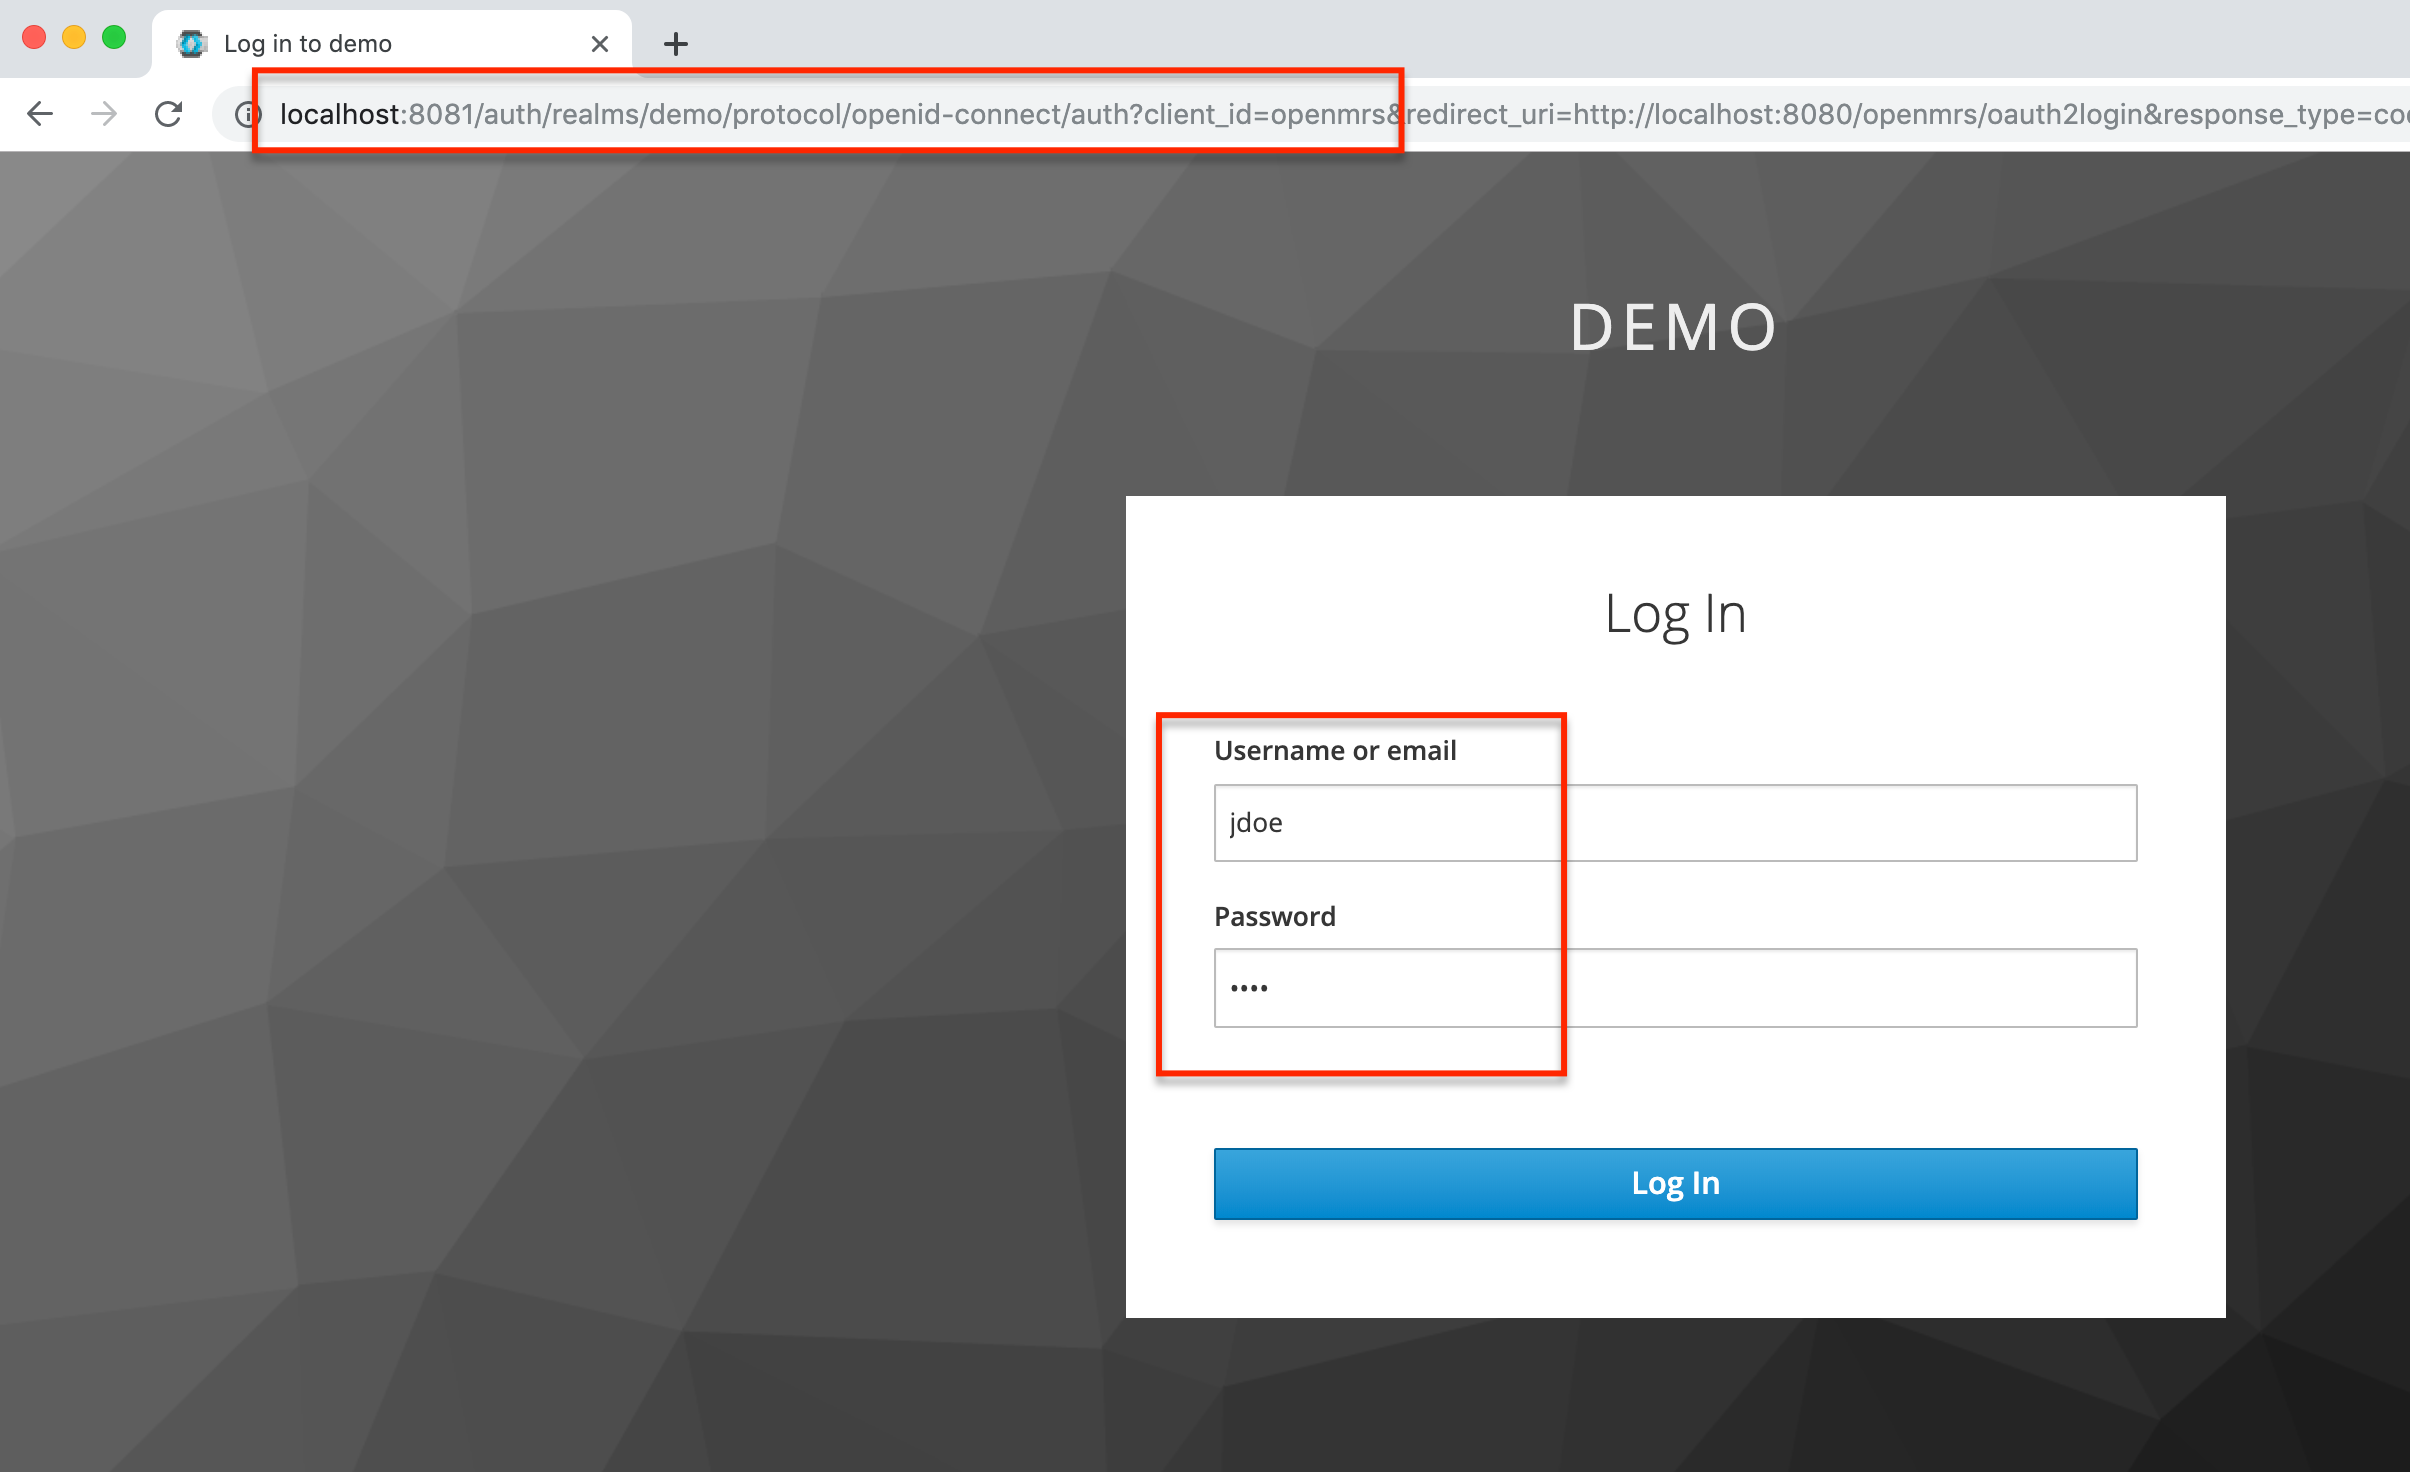 Log in to demo
localhost:8081/auth/realms/demo/protocol/openid-connect/auth?client_id=openmrs&redirect_uri=http://localhost:8080/openmrs/oauth2login&response_type=co
DEMO
Log In
Username or email
jdoe
Password
••••
Log In